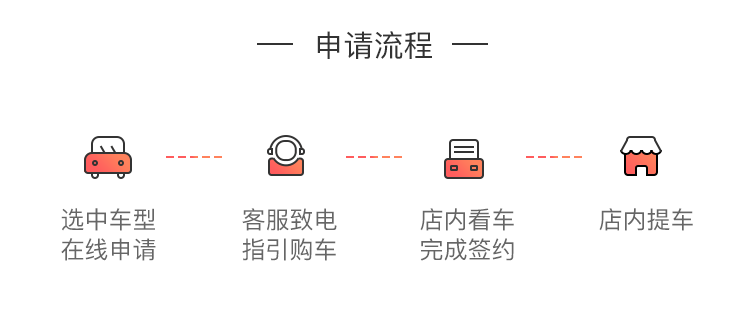 申请流程
选中车型
在线申请
客服致电
指引购车
店内看车
完成签约
店内提车